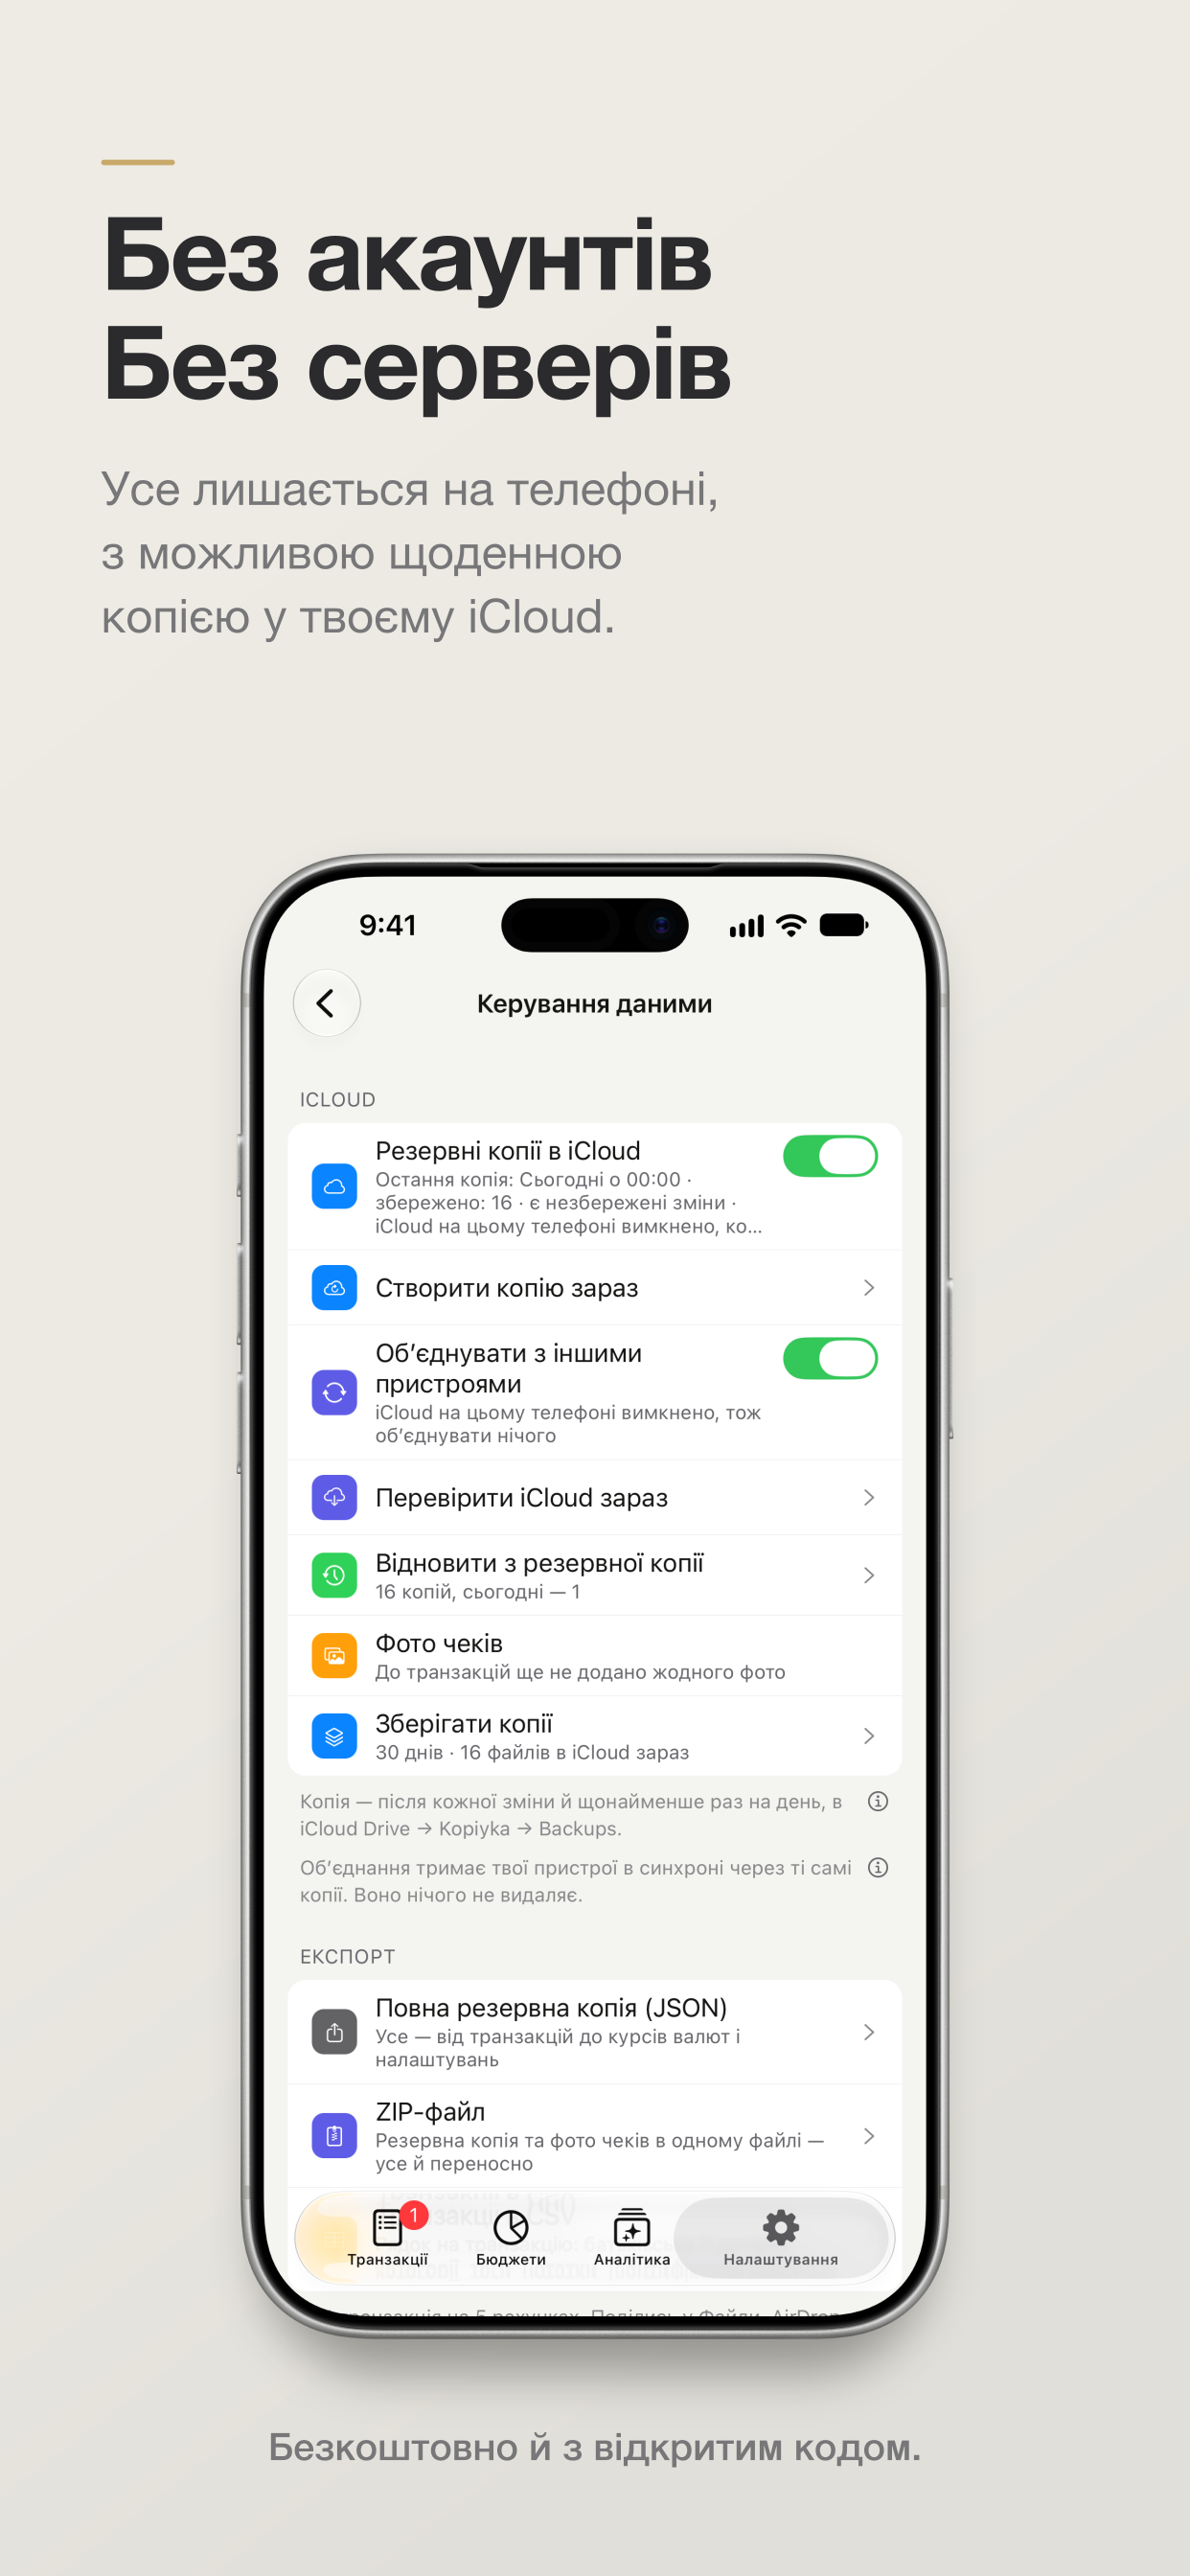 Без акаунтів
Без серверів
Усе лишається на телефоні,
з можливою щоденною
копією у твоєму iCloud.
9:41
Керування даними
ICLOUD
Резервні копії в iCloud
Остання копія: Сьогодні о 00:00 ·
збережено: 16 · є незбережені зміни ·
iCloud на цьому телефоні вимкнено, ко...
Створити копію зараз
Об’єднувати з іншими
пристроями
iCloud на цьому телефоні вимкнено, тож
об’єднувати нічого
Перевірити iCloud зараз
Відновити з резервної копії
16 копій, сьогодні — 1
Фото чеків
До транзакцій ще не додано жодного фото
Зберігати копії
30 днів · 16 файлів в iCloud зараз
Копія — після кожної зміни й щонайменше раз на день, в
iCloud Drive → Kopiyka → Backups.
Об’єднання тримає твої пристрої в синхроні через ті самі
копії. Воно нічого не видаляє.
ЕКСПОРТ
Повна резервна копія (JSON)
Усе — від транзакцій до курсів валют і
налаштувань
ZIP-файл
Резервна копія та фото чеків в одному файлі —
усе й переносно
1
Транзакції
Бюджети
Аналітика
Налаштування
Безкоштовно й з відкритим кодом.